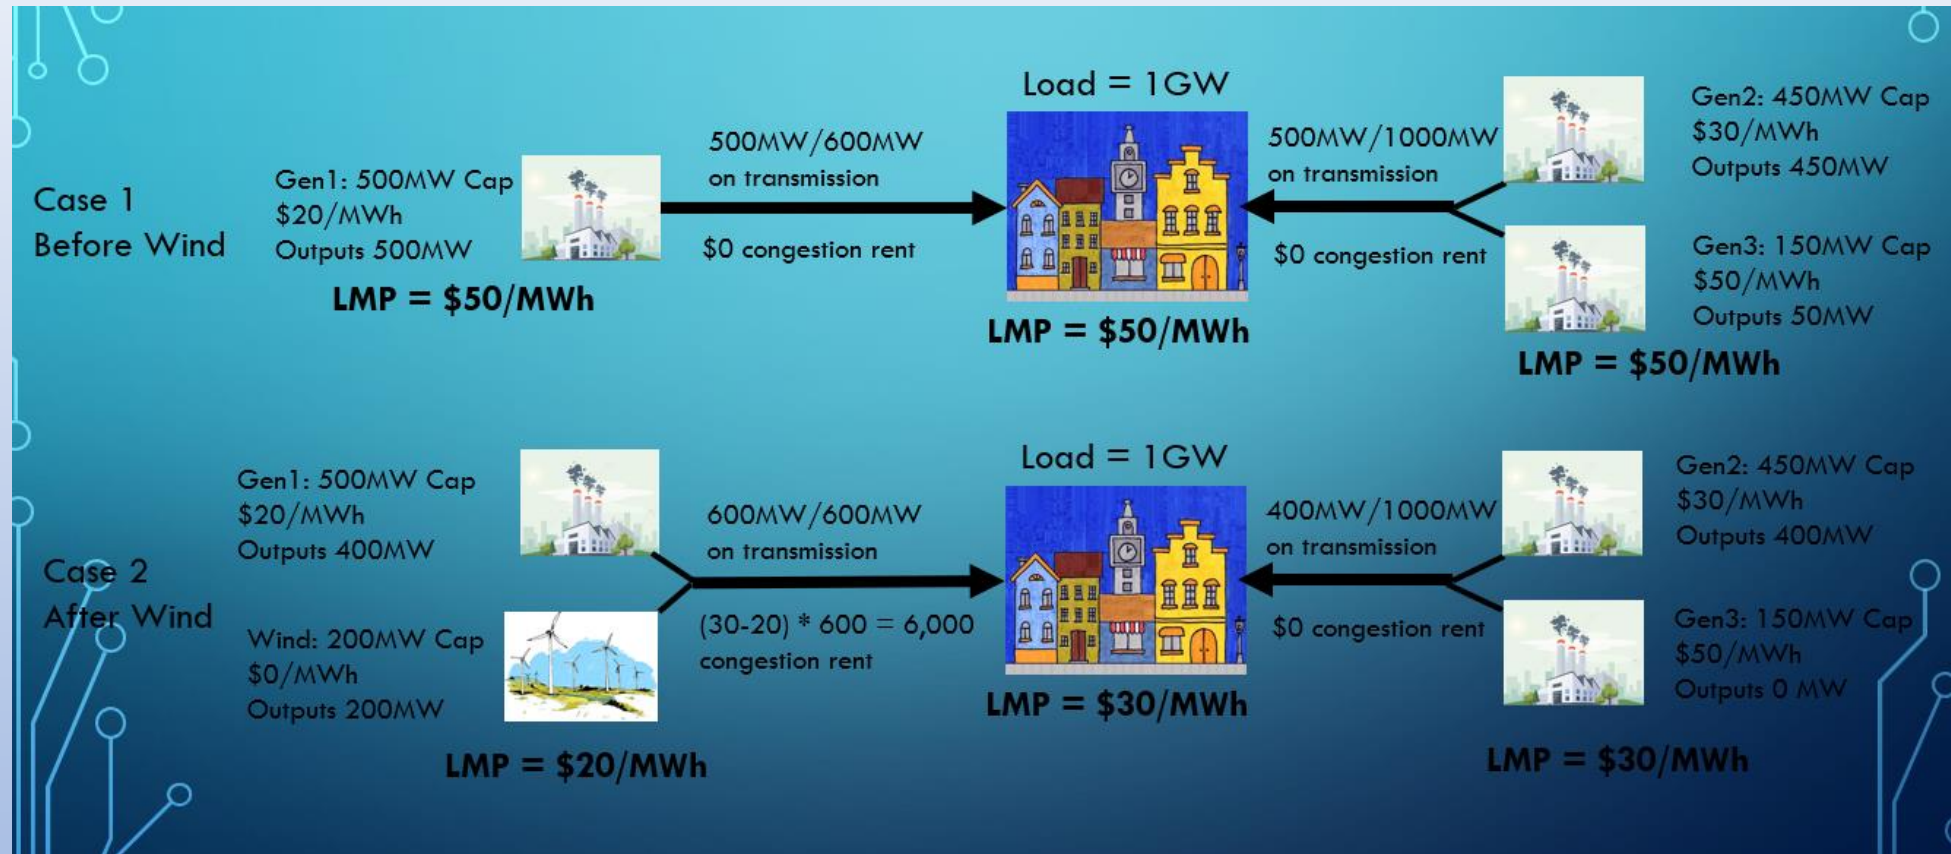 Case 1
Before Wind
Gen1: 500MW Cap
$20/MWh
Outputs 500MW
LMP = $50/MWh
500MW/600MW
on transmission
$0 congestion rent
Load = 1GW
LMP = $50/MWh
500MW/1000MW
on transmission
$0 congestion rent
Gen2: 450MW Cap
$30/MWh
Outputs 450MW
Gen3: 150MW Cap
$50/MWh
Outputs 50MW
LMP = $50/MWh
Case 2
After Wind
Gen1: 500MW Cap
$20/MWh
Outputs 400MW
Wind: 200MW Cap
$0/MWh
Outputs 200MW
LMP = $20/MWh
600MW/600MW
on transmission
(30-20) * 600 = 6,000
congestion rent
Load = 1GW
LMP = $30/MWh
400MW/1000MW
on transmission
$0 congestion rent
Gen2: 450MW Cap
$30/MWh
Outputs 400MW
Gen3: 150MW Cap
$50/MWh
Outputs 0 MW
LMP = $30/MWh